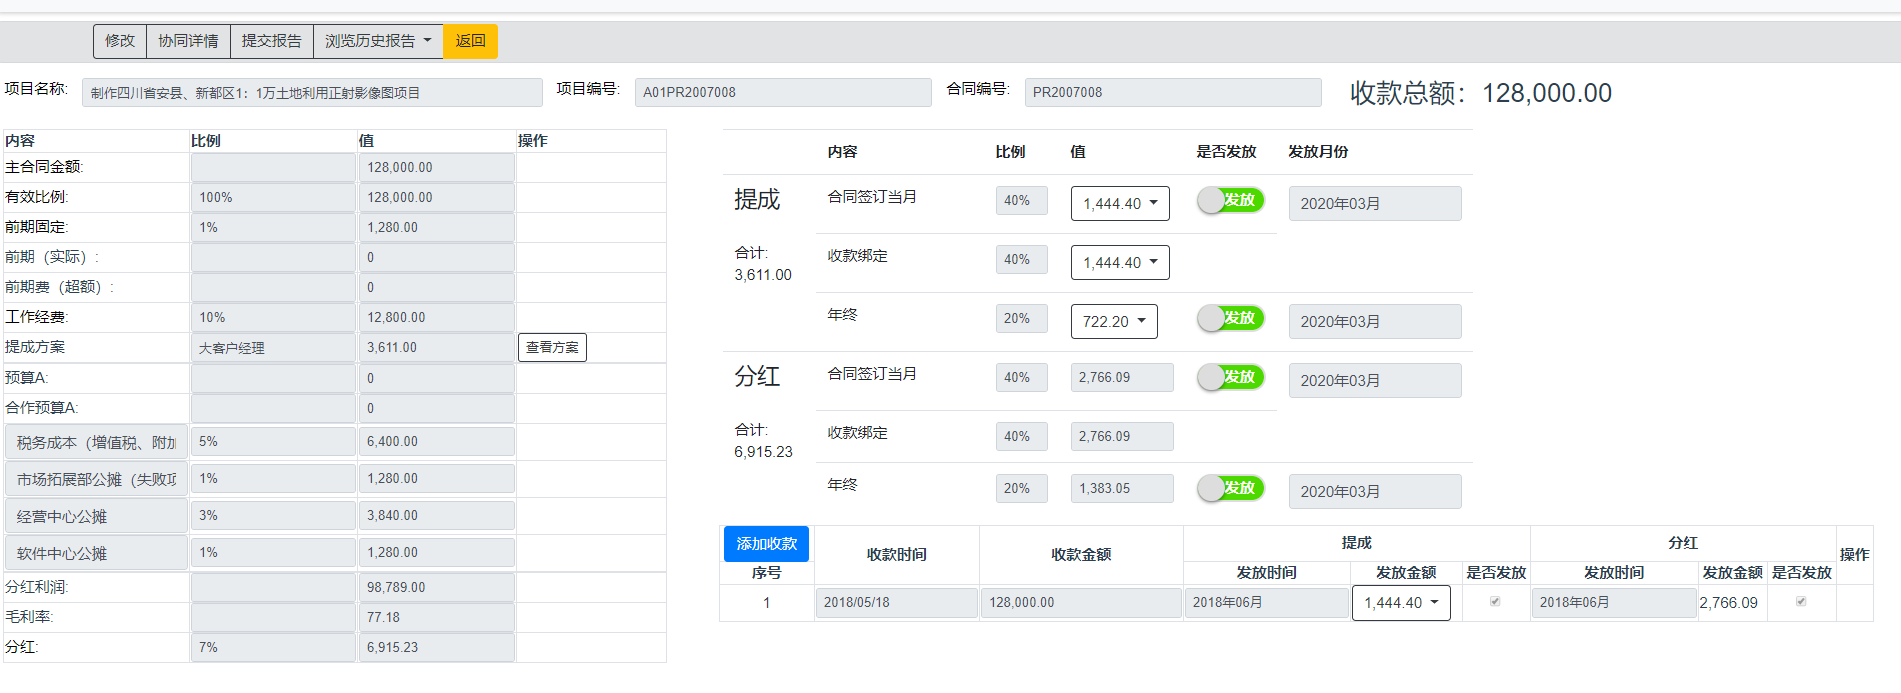 修改 协同详情 提交报告 浏览历史报告 返回
项目名称: 制作四川省安县、新都区1：1万土地利用正射影像图项目 项目编号: A01PR2007008 合同编号: PR2007008 收款总额：128,000.00
内容 比例 值 操作
主合同金额: 128,000.00
有效比例: 100% 128,000.00
前期固定: 1% 1,280.00
前期（实际）: 0
前期费（超额）: 0
工作经费: 10% 12,800.00
提成方案 大客户经理 3,611.00 查看方案
预算A: 0
合作预算A: 0
税务成本（增值税、附加 5% 6,400.00
市场拓展部公摊（失败项 1% 1,280.00
经营中心公摊 3% 3,840.00
软件中心公摊 1% 1,280.00
分红利润: 98,789.00
毛利率: 77.18
分红: 7% 6,915.23
内容 比例 值 是否发放 发放月份
提成 合同签订当月 40% 1,444.40 发放 2020年03月
合计:
3,611.00
收款绑定 40% 1,444.40
年终 20% 722.20 发放 2020年03月
分红 合同签订当月 40% 2,766.09 发放 2020年03月
合计:
6,915.23
收款绑定 40% 2,766.09
年终 20% 1,383.05 发放 2020年03月
添加收款 收款时间 收款金额 提成 分红 操作
序号 发放时间 发放金额 是否发放 发放时间 发放金额 是否发放
1 2018/05/18 128,000.00 2018年06月 1,444.40 2018年06月 2,766.09